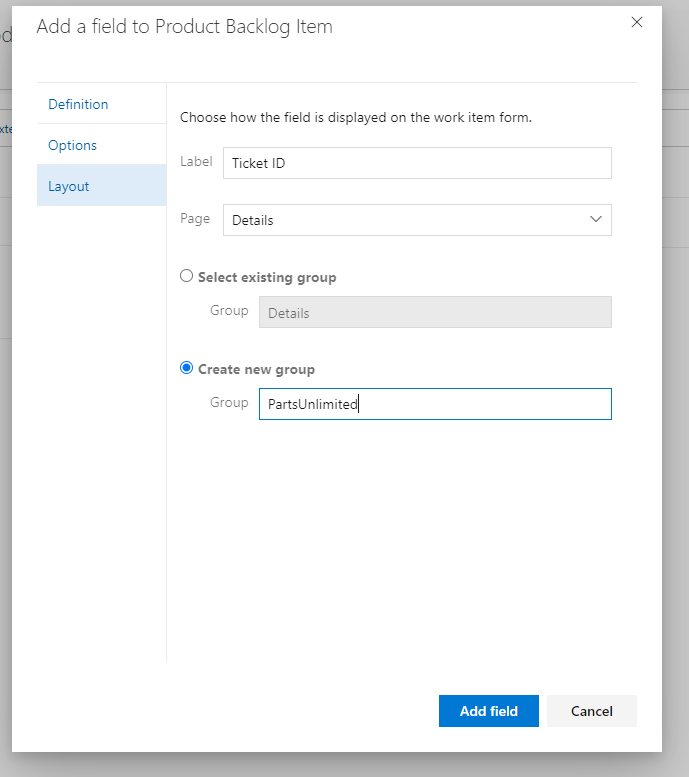 Add a field to Product Backlog Item
Definition
Options
Layout
Choose how the field is displayed on the work item form.
Label Ticket ID
Page Details
Select existing group
Group Details
Create new group
Group PartsUnlimited
Add field Cancel